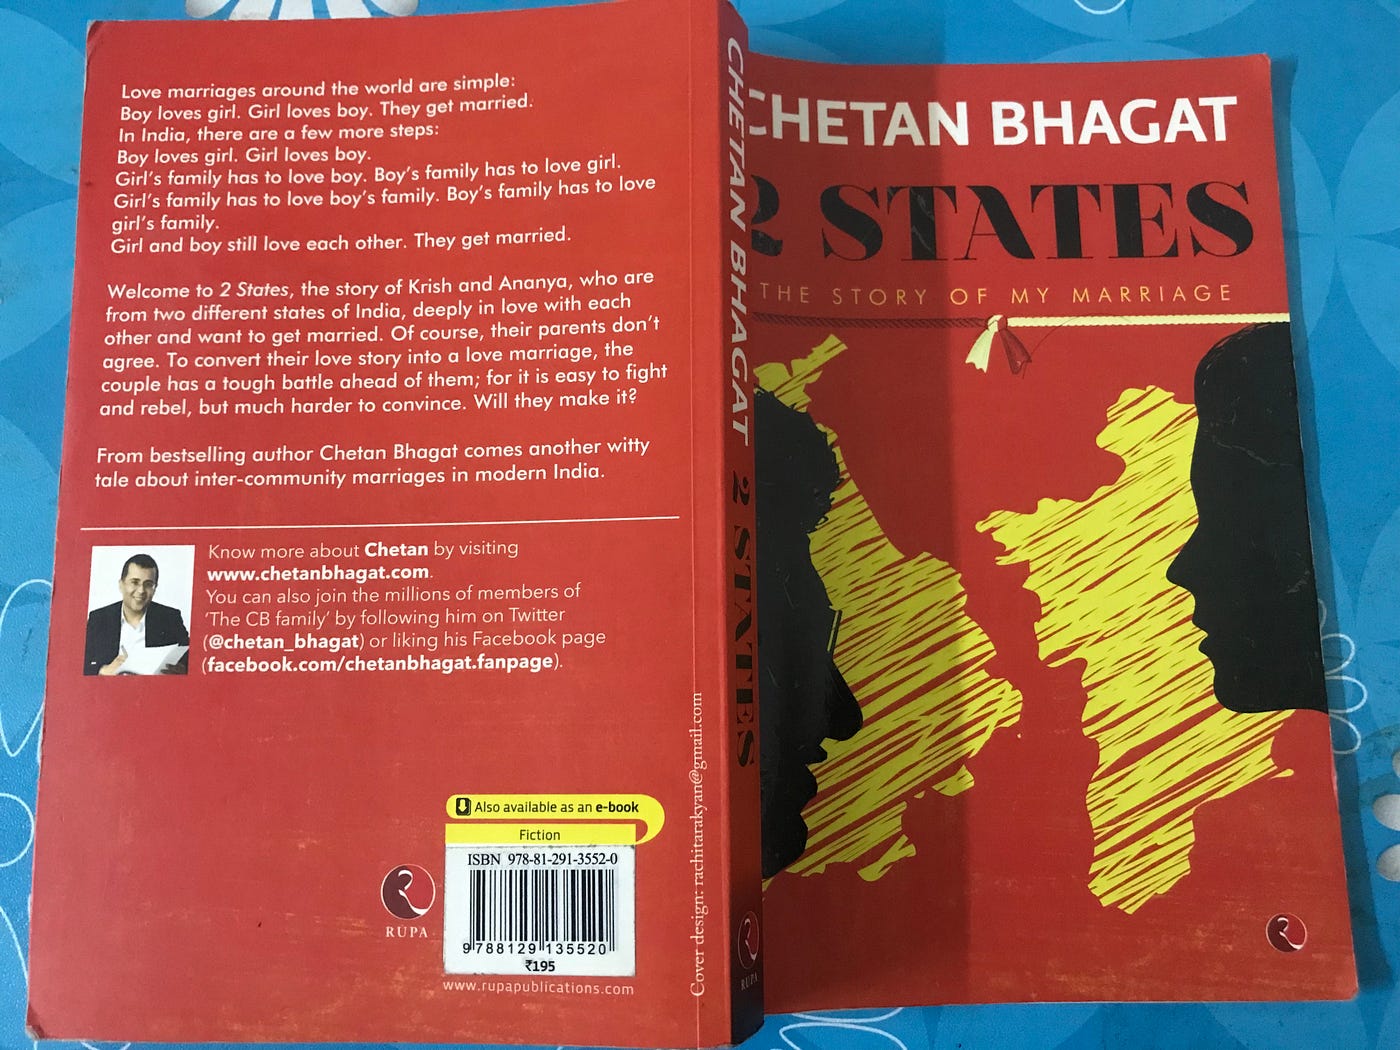 Love marriages around the world are simple:
Boy loves girl. Girl loves boy. They get married.
In India, there are a few more steps:
Boy loves girl. Girl loves boy.
Girl's family has to love boy. Boy's family has to love girl.
Girl's family has to love boy's family. Boy's family has to love
girl's family.
Girl and boy still love each other. They get married.
Welcome to 2 States, the story of Krish and Ananya, who are
from two different states of India, deeply in love with each
other and want to get married. Of course, their parents don't
agree. To convert their love story into a love marriage, the
couple has a tough battle ahead of them; for it is easy to fight
and rebel, but much harder to convince. Will they make it?
From bestselling author Chetan Bhagat comes another witty
tale about inter-community marriages in modern India.
Know more about Chetan by visiting
www.chetanbhagat.com.
You can also join the millions of members of
'The CB family' by following him on Twitter
(@chetan_bhagat) or liking his Facebook page
(facebook.com/chetanbhagat.fanpage).
Also available as an e-book
Fiction
ISBN 978-81-291-3552-0
9 788129 135520
₹195
RUPA
www.rupapublications.com
Cover design: rachitarakyan@gmail.com
CHETAN BHAGAT 2 STATES
RUPA
CHETAN BHAGAT
2 STATES
THE STORY OF MY MARRIAGE